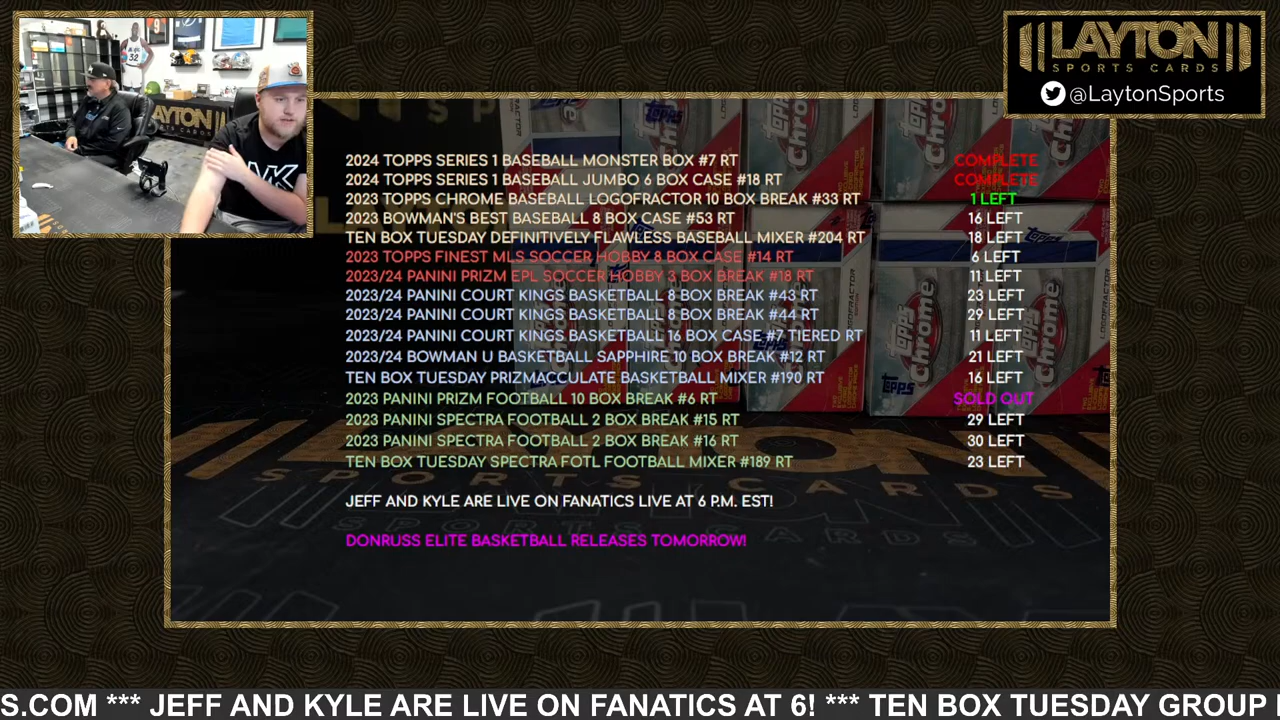 LAYTON
SPORTS CARDS
@LaytonSports
32
LAYTON
2024 TOPPS SERIES 1 BASEBALL MONSTER BOX #7 RT COMPLETE
2024 TOPPS SERIES 1 BASEBALL JUMBO 6 BOX CASE #18 RT COMPLETE
2023 TOPPS CHROME BASEBALL LOGOFRACTOR 10 BOX BREAK #33 RT 1 LEFT
2023 BOWMAN'S BEST BASEBALL 8 BOX CASE #53 RT 16 LEFT
TEN BOX TUESDAY DEFINITIVELY FLAWLESS BASEBALL MIXER #204 RT 18 LEFT
2023 TOPPS FINEST MLS SOCCER HOBBY 8 BOX CASE #14 RT 6 LEFT
2023/24 PANINI PRIZM EPL SOCCER HOBBY 3 BOX BREAK #18 RT 11 LEFT
2023/24 PANINI COURT KINGS BASKETBALL 8 BOX BREAK #43 RT 23 LEFT
2023/24 PANINI COURT KINGS BASKETBALL 8 BOX BREAK #44 RT 29 LEFT
2023/24 PANINI COURT KINGS BASKETBALL 16 BOX CASE #7 TIERED RT 11 LEFT
2023/24 BOWMAN U BASKETBALL SAPPHIRE 10 BOX BREAK #12 RT 21 LEFT
TEN BOX TUESDAY PRIZMACCULATE BASKETBALL MIXER #190 RT 16 LEFT
2023 PANINI PRIZM FOOTBALL 10 BOX BREAK #6 RT SOLD OUT
2023 PANINI SPECTRA FOOTBALL 2 BOX BREAK #15 RT 29 LEFT
2023 PANINI SPECTRA FOOTBALL 2 BOX BREAK #16 RT 30 LEFT
TEN BOX TUESDAY SPECTRA FOTL FOOTBALL MIXER #189 RT 23 LEFT
JEFF AND KYLE ARE LIVE ON FANATICS LIVE AT 6 P.M. EST!
DONRUSS ELITE BASKETBALL RELEASES TOMORROW!
S.COM *** JEFF AND KYLE ARE LIVE ON FANATICS AT 6! *** TEN BOX TUESDAY GROUP